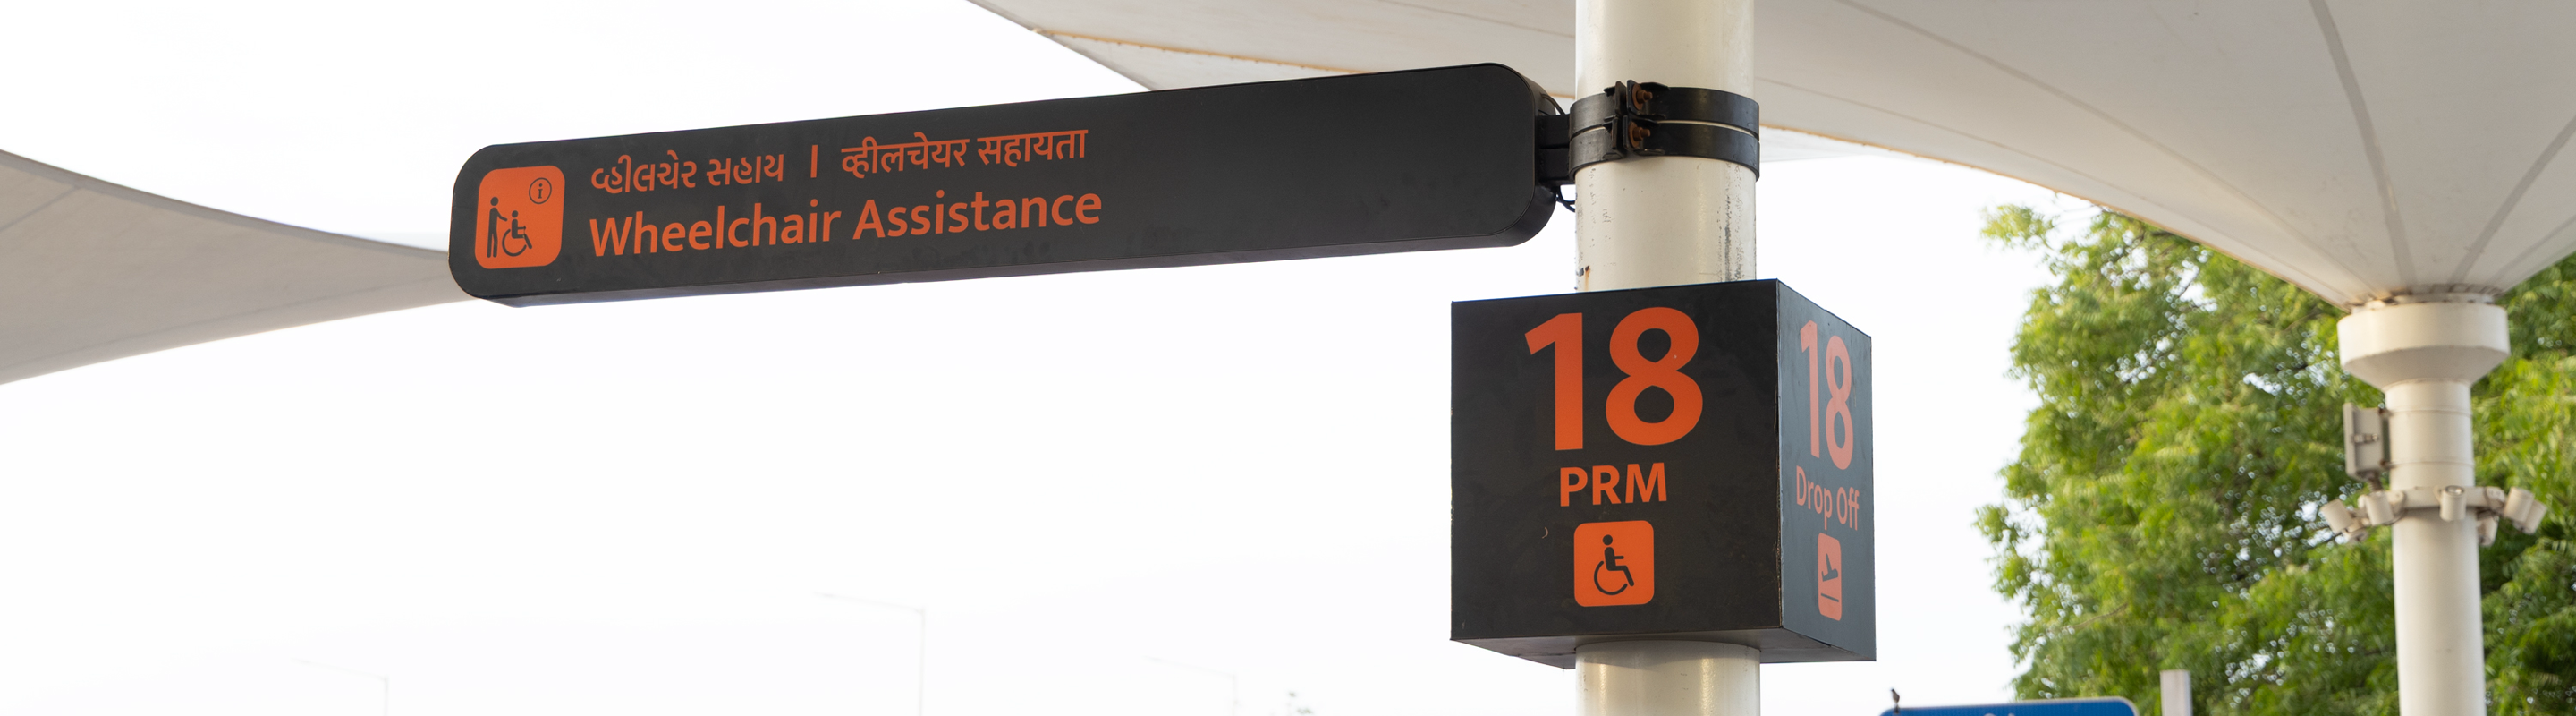 વ્હીલચેર સહાય | व्हीलचेयर सहायता
Wheelchair Assistance
18
PRM
18
Drop Off